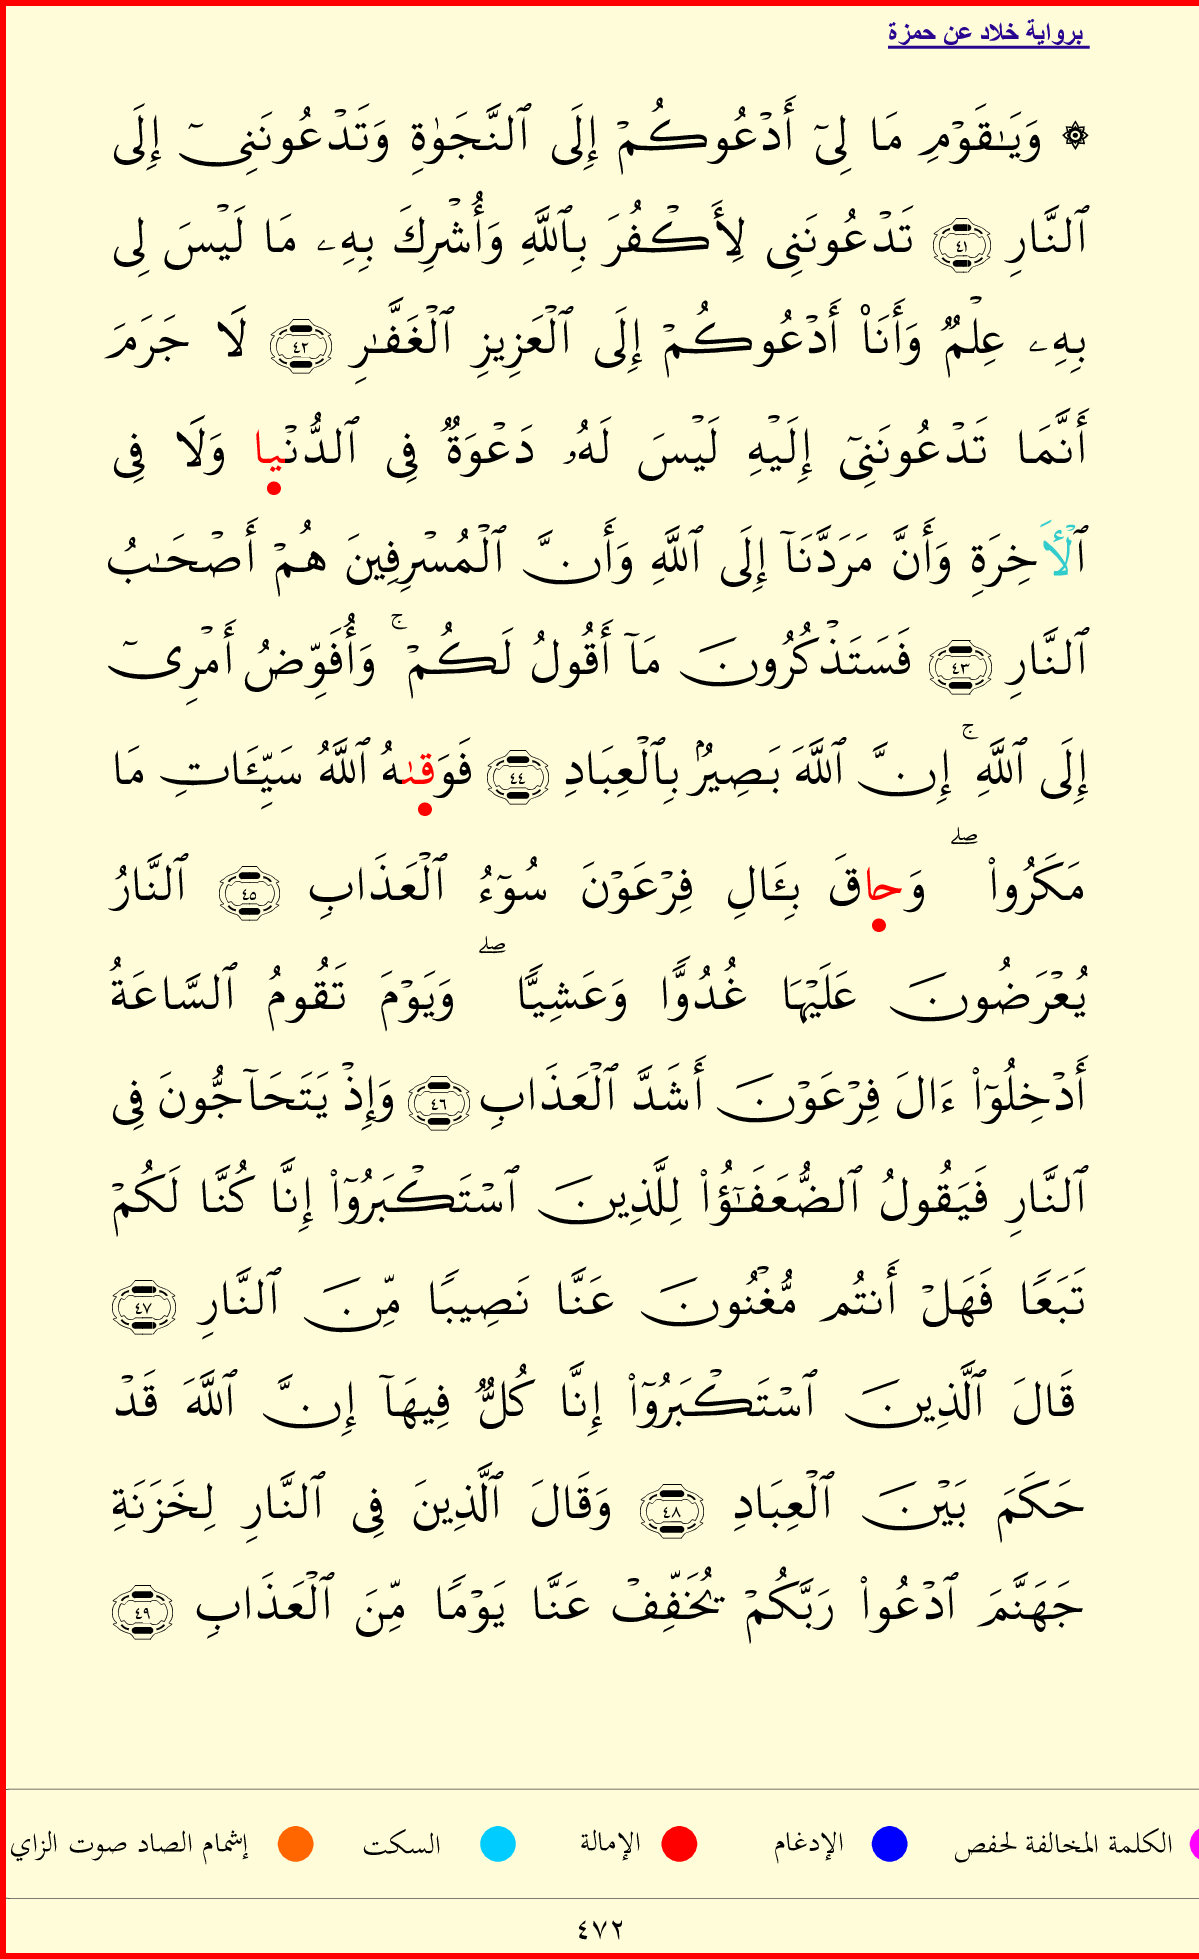 برواية خلاد عن حمزة
۞ وَيَـٰقَوْمِ مَا لِىٓ أَدْعُوكُمْ إِلَى ٱلنَّجَوٰةِ وَتَدْعُونَنِىٓ إِلَى
ٱلنَّارِ ٤١ تَدْعُونَنِى لِأَكْفُرَ بِٱللَّهِ وَأُشْرِكَ بِهِۦ مَا لَيْسَ لِى
بِهِۦ عِلْمٌ وَأَنَا۠ أَدْعُوكُمْ إِلَى ٱلْعَزِيزِ ٱلْغَفَّـٰرِ ٤٢ لَا جَرَمَ
أَنَّمَا تَدْعُونَنِىٓ إِلَيْهِ لَيْسَ لَهُۥ دَعْوَةٌ فِى ٱلدُّنْيا وَلَا فِى
ٱلْأَخِرَةِ وَأَنَّ مَرَدَّنَآ إِلَى ٱللَّهِ وَأَنَّ ٱلْمُسْرِفِينَ هُمْ أَصْحَـٰبُ
ٱلنَّارِ ٤٣ فَسَتَذْكُرُونَ مَآ أَقُولُ لَكُمْ ۚ وَأُفَوِّضُ أَمْرِىٓ
إِلَى ٱللَّهِ ۚ إِنَّ ٱللَّهَ بَصِيرٌۢ بِٱلْعِبَادِ ٤٤ فَوَقىٰهُ ٱللَّهُ سَيِّـَٔاتِ مَا
مَكَرُوا۟ ۖ وَحاقَ بِـَٔالِ فِرْعَوْنَ سُوٓءُ ٱلْعَذَابِ ٤٥ ٱلنَّارُ
يُعْرَضُونَ عَلَيْهَا غُدُوًّا وَعَشِيًّا ۖ وَيَوْمَ تَقُومُ ٱلسَّاعَةُ
أَدْخِلُوٓا۟ ءَالَ فِرْعَوْنَ أَشَدَّ ٱلْعَذَابِ ٤٦ وَإِذْ يَتَحَآجُّونَ فِى
ٱلنَّارِ فَيَقُولُ ٱلضُّعَفَـٰٓؤُا۟ لِلَّذِينَ ٱسْتَكْبَرُوٓا۟ إِنَّا كُنَّا لَكُمْ
تَبَعًا فَهَلْ أَنتُم مُّغْنُونَ عَنَّا نَصِيبًا مِّنَ ٱلنَّارِ ٤٧
قَالَ ٱلَّذِينَ ٱسْتَكْبَرُوٓا۟ إِنَّا كُلٌّ فِيهَآ إِنَّ ٱللَّهَ قَدْ
حَكَمَ بَيْنَ ٱلْعِبَادِ ٤٨ وَقَالَ ٱلَّذِينَ فِى ٱلنَّارِ لِخَزَنَةِ
جَهَنَّمَ ٱدْعُوا۟ رَبَّكُمْ يُخَفِّفْ عَنَّا يَوْمًا مِّنَ ٱلْعَذَابِ ٤٩
الكلمة المخالفة لحفص الإدغام الإمالة السكت إشمام الصاد صوت الزاي
٤٧٢